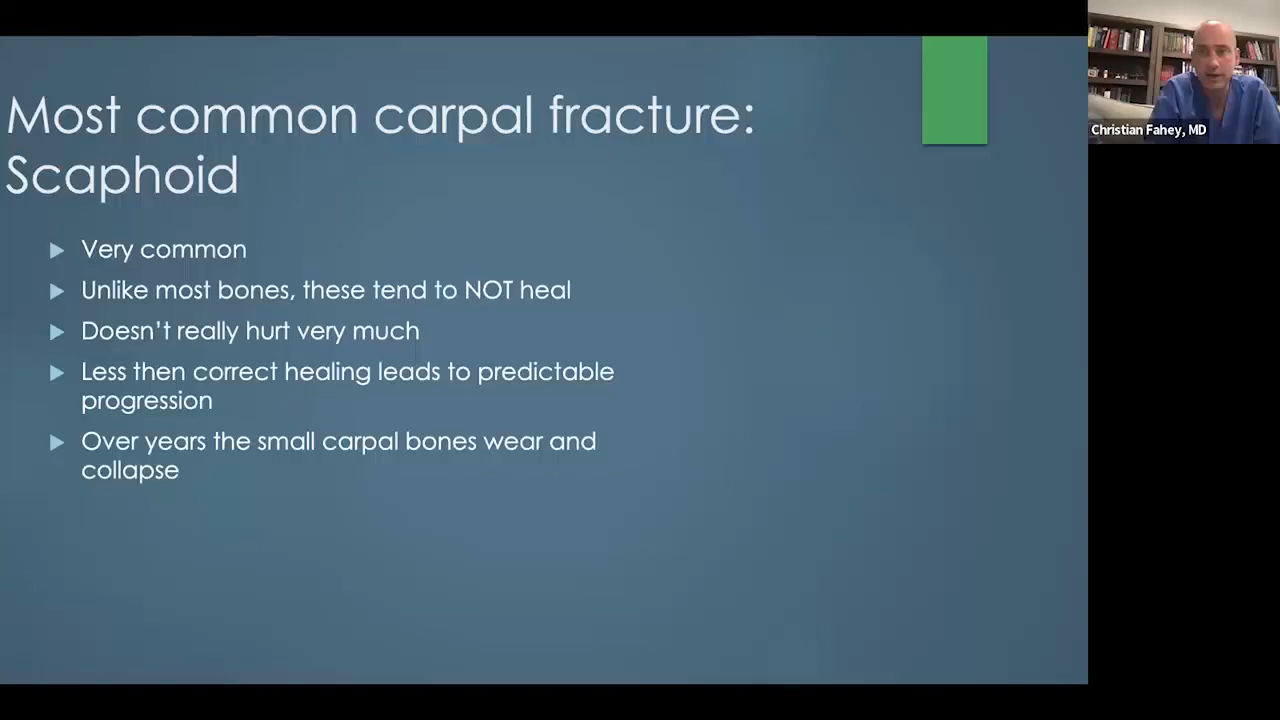 Most common carpal fracture:
Scaphoid
Very common
Unlike most bones, these tend to NOT heal
Doesn't really hurt very much
Less then correct healing leads to predictable
progression
Over years the small carpal bones wear and
collapse
Christian Fahey, MD